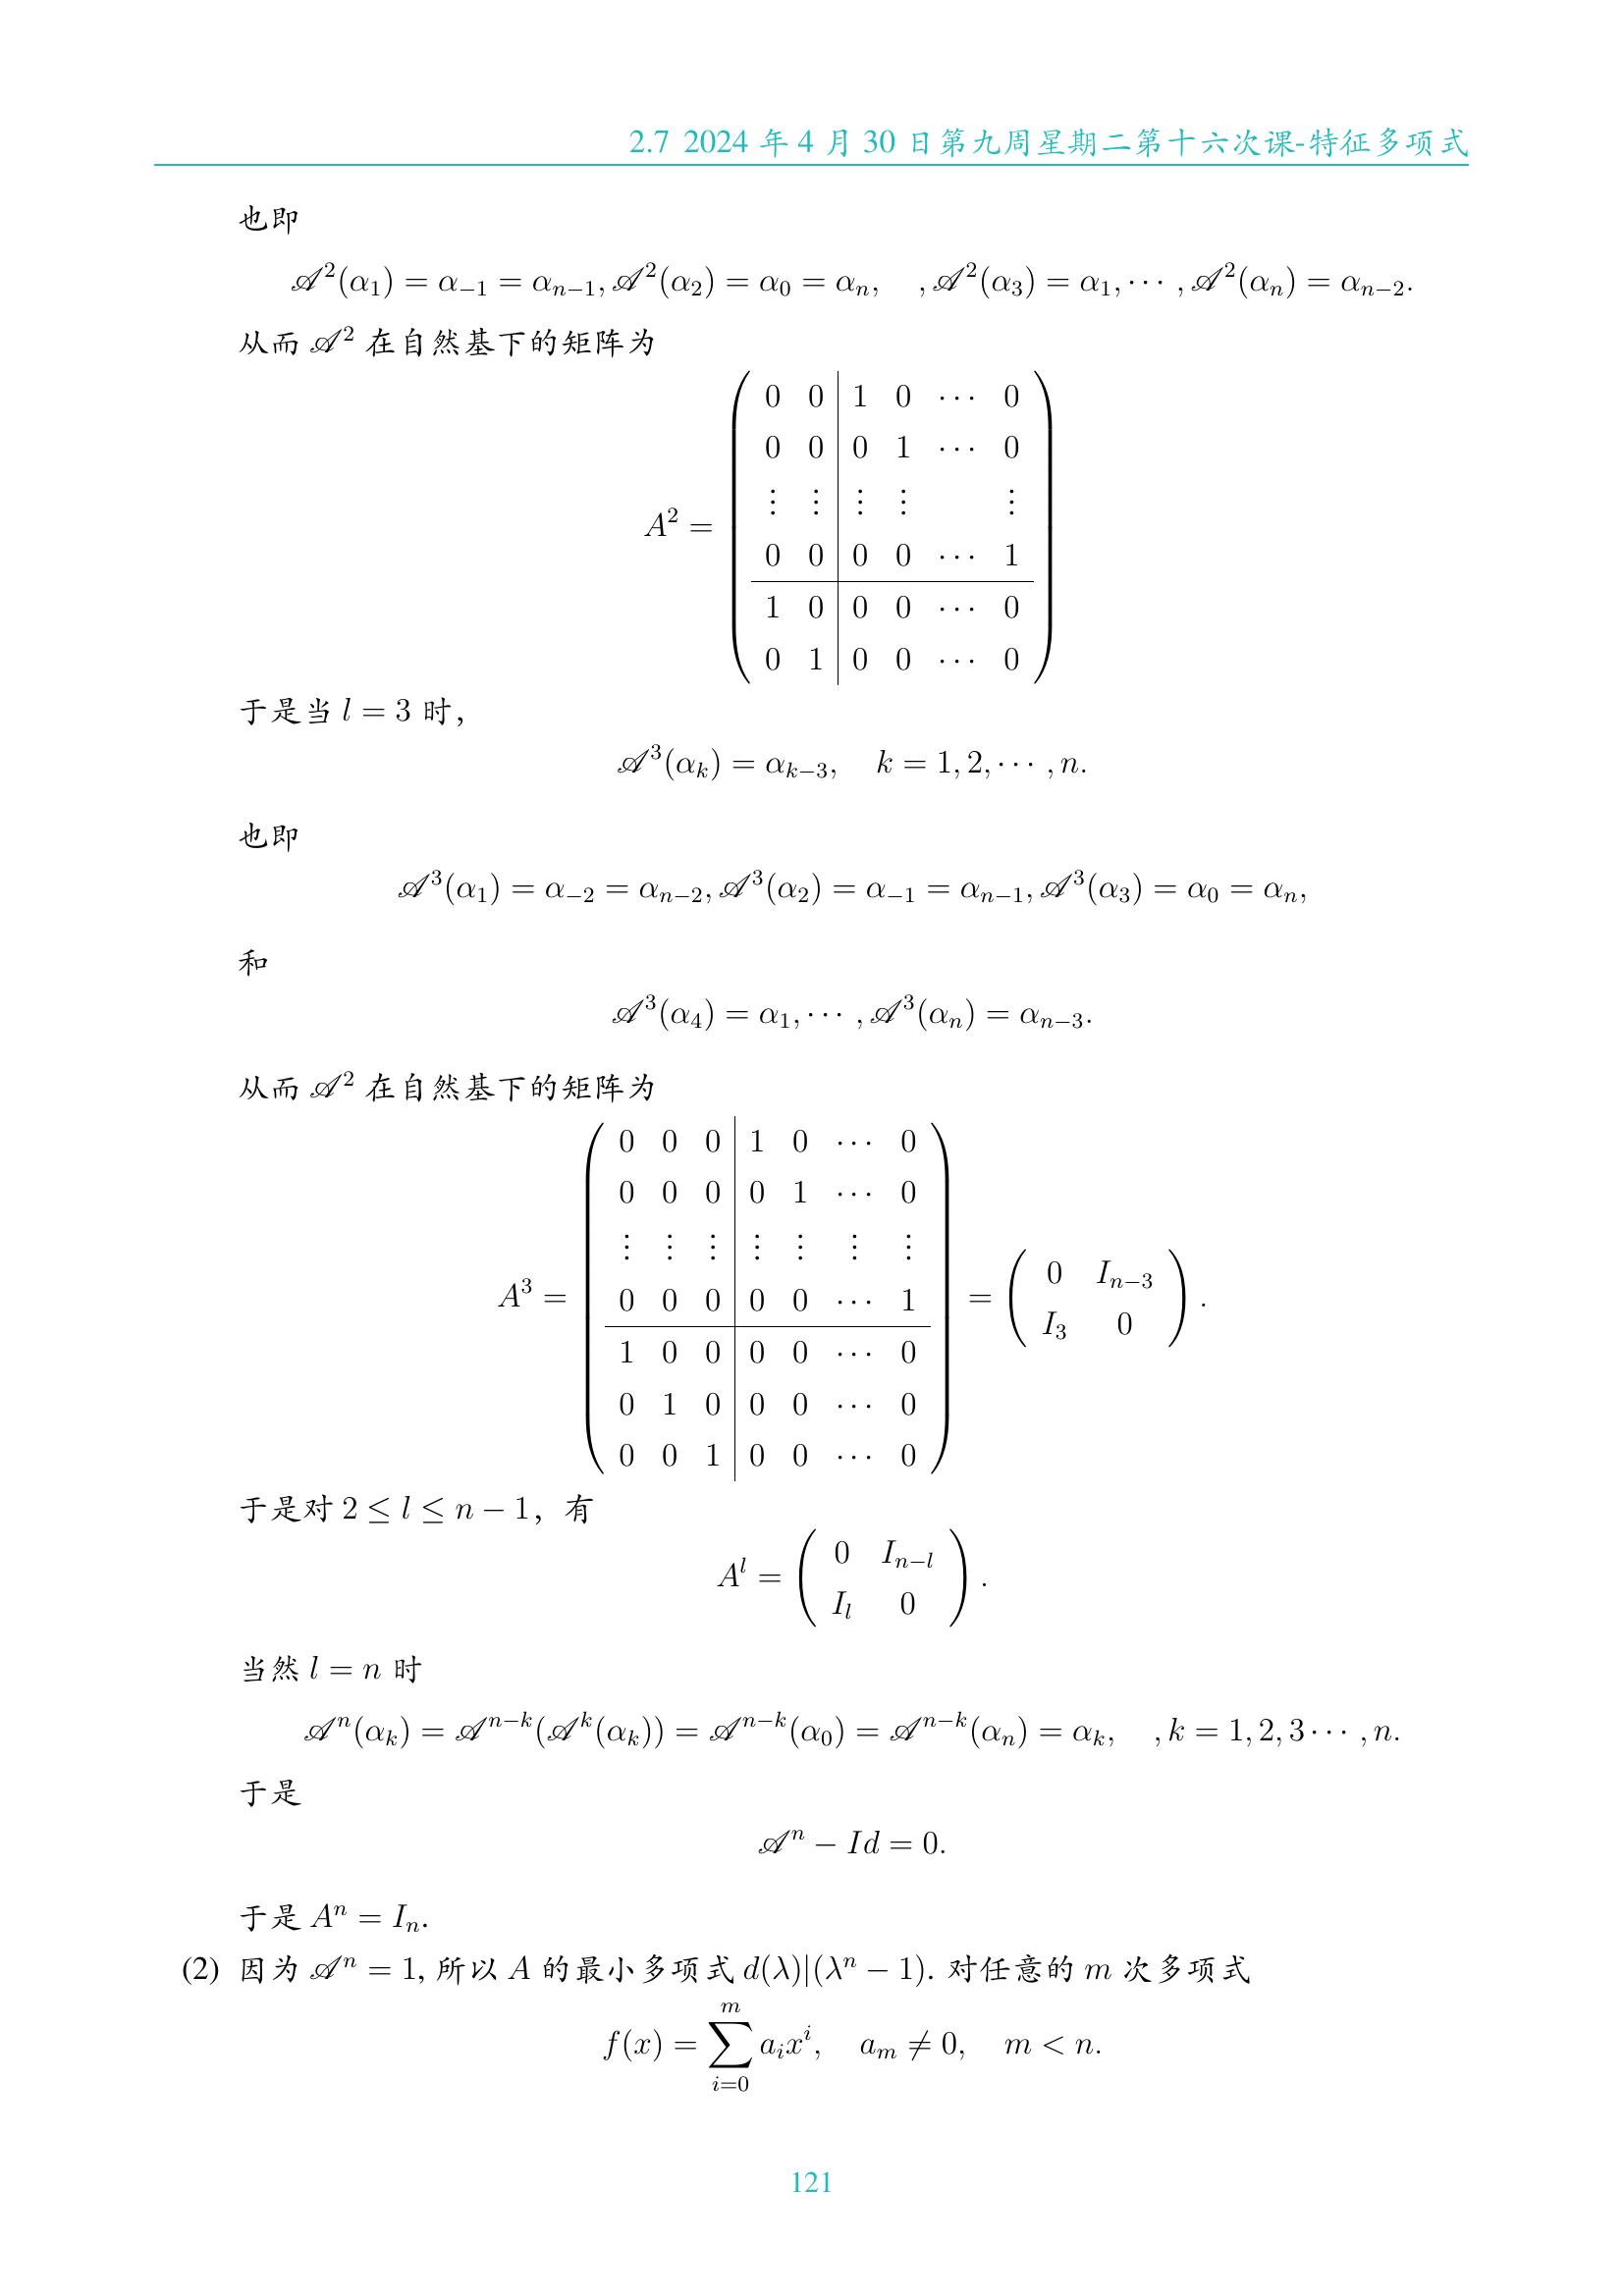 2.7 2024 年 4 月 30 日第九周星期二第十六次课-特征多项式
也即
$\mathscr{A}^2(\alpha_1) = \alpha_{-1} = \alpha_{n-1}, \mathscr{A}^2(\alpha_2) = \alpha_0 = \alpha_n, \quad , \mathscr{A}^2(\alpha_3) = \alpha_1, \cdots, \mathscr{A}^2(\alpha_n) = \alpha_{n-2}.$
从而 $\mathscr{A}^2$ 在自然基下的矩阵为
$A^2 = \left(\begin{array}{cc|cccc} 0 & 0 & 1 & 0 & \cdots & 0 \\ 0 & 0 & 0 & 1 & \cdots & 0 \\ \vdots & \vdots & \vdots & \vdots & & \vdots \\ 0 & 0 & 0 & 0 & \cdots & 1 \\ \hline 1 & 0 & 0 & 0 & \cdots & 0 \\ 0 & 1 & 0 & 0 & \cdots & 0 \end{array}\right)$
于是当 $l = 3$ 时,
$\mathscr{A}^3(\alpha_k) = \alpha_{k-3}, \quad k = 1, 2, \cdots, n.$
也即
$\mathscr{A}^3(\alpha_1) = \alpha_{-2} = \alpha_{n-2}, \mathscr{A}^3(\alpha_2) = \alpha_{-1} = \alpha_{n-1}, \mathscr{A}^3(\alpha_3) = \alpha_0 = \alpha_n,$
和
$\mathscr{A}^3(\alpha_4) = \alpha_1, \cdots, \mathscr{A}^3(\alpha_n) = \alpha_{n-3}.$
从而 $\mathscr{A}^2$ 在自然基下的矩阵为
$A^3 = \left(\begin{array}{ccc|cccc} 0 & 0 & 0 & 1 & 0 & \cdots & 0 \\ 0 & 0 & 0 & 0 & 1 & \cdots & 0 \\ \vdots & \vdots & \vdots & \vdots & \vdots & \vdots & \vdots \\ 0 & 0 & 0 & 0 & 0 & \cdots & 1 \\ \hline 1 & 0 & 0 & 0 & 0 & \cdots & 0 \\ 0 & 1 & 0 & 0 & 0 & \cdots & 0 \\ 0 & 0 & 1 & 0 & 0 & \cdots & 0 \end{array}\right) = \left(\begin{array}{cc} 0 & I_{n-3} \\ I_3 & 0 \end{array}\right).$
于是对 $2 \leq l \leq n-1$, 有
$A^l = \left(\begin{array}{cc} 0 & I_{n-l} \\ I_l & 0 \end{array}\right).$
当然 $l = n$ 时
$\mathscr{A}^n(\alpha_k) = \mathscr{A}^{n-k}(\mathscr{A}^k(\alpha_k)) = \mathscr{A}^{n-k}(\alpha_0) = \mathscr{A}^{n-k}(\alpha_n) = \alpha_k, \quad , k = 1, 2, 3 \cdots, n.$
于是
$\mathscr{A}^n - Id = 0.$
于是 $A^n = I_n.$
(2) 因为 $\mathscr{A}^n = 1$, 所以 $A$ 的最小多项式 $d(\lambda)|(\lambda^n - 1)$. 对任意的 $m$ 次多项式
$f(x) = \sum_{i=0}^{m} a_i x^i, \quad a_m \neq 0, \quad m < n.$
121